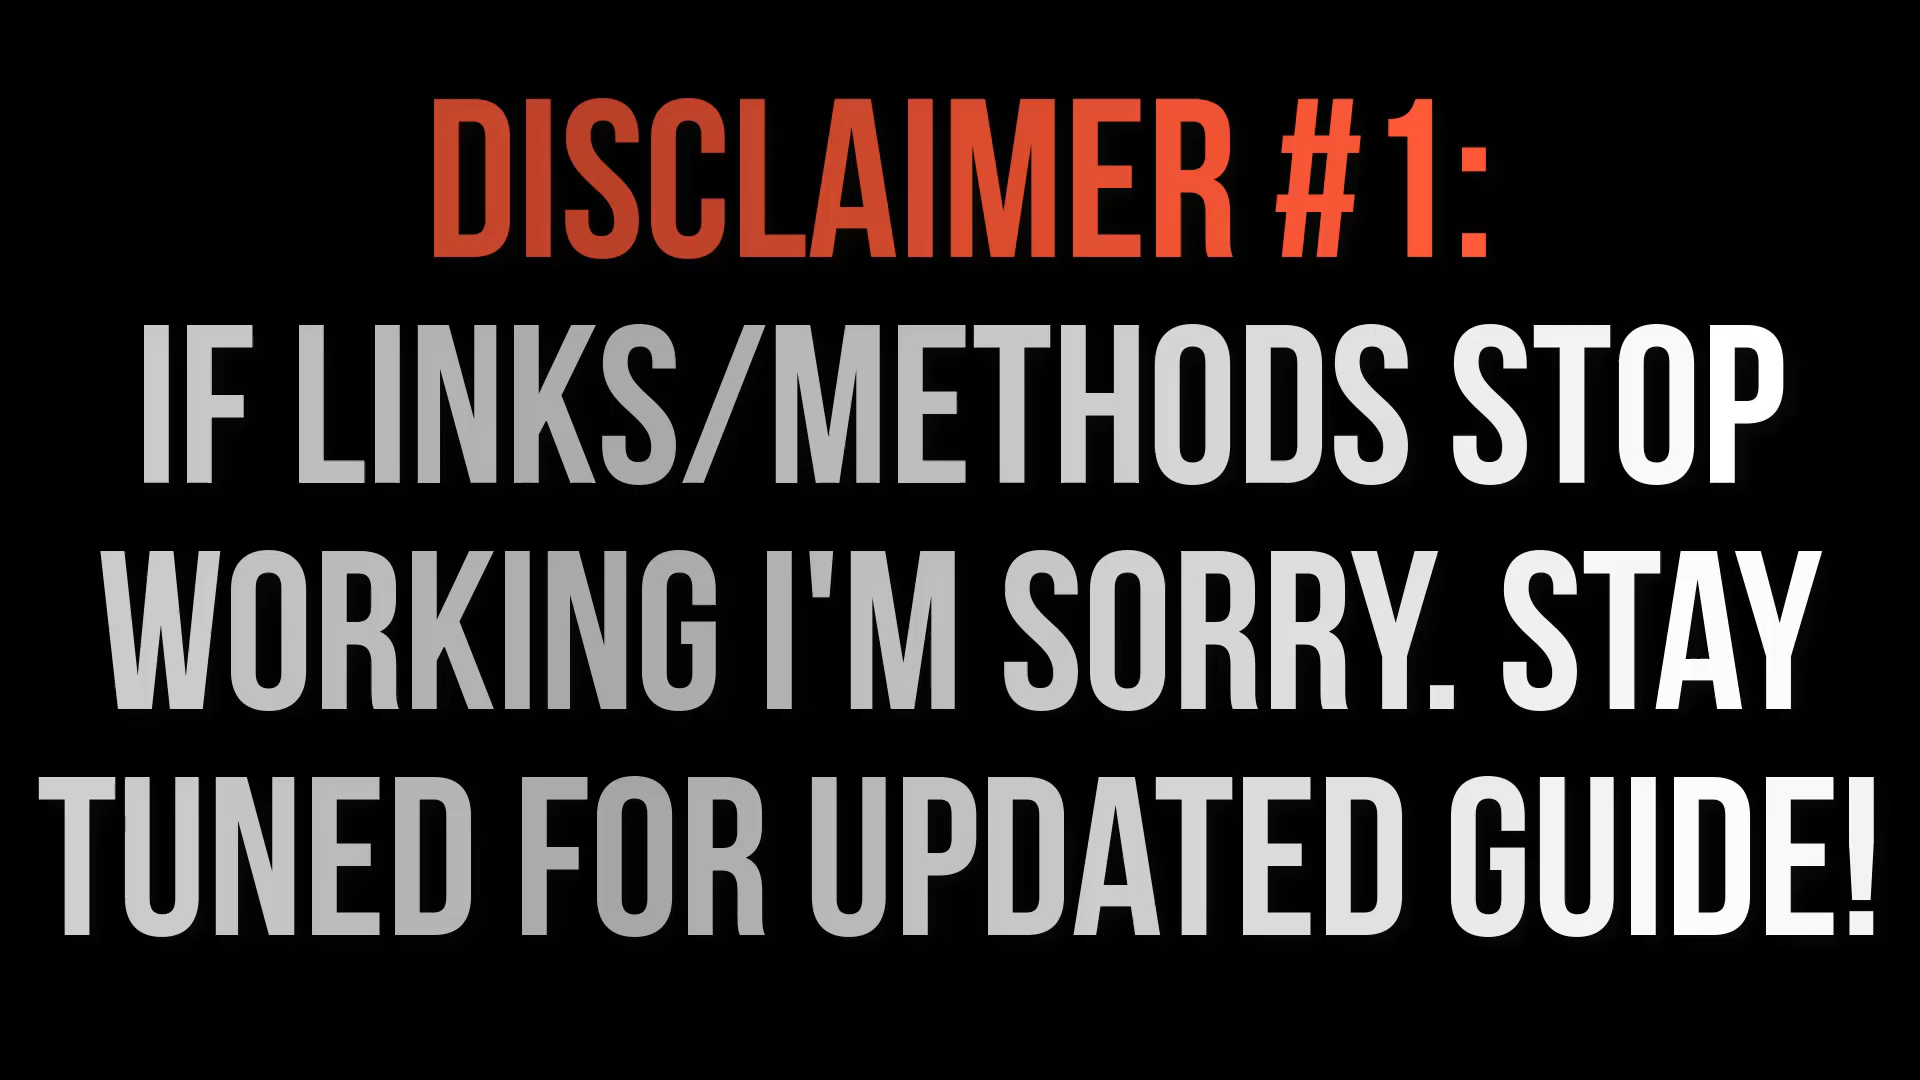 DISCLAIMER #1:
IF LINKS/METHODS STOP
WORKING I'M SORRY. STAY
TUNED FOR UPDATED GUIDE!